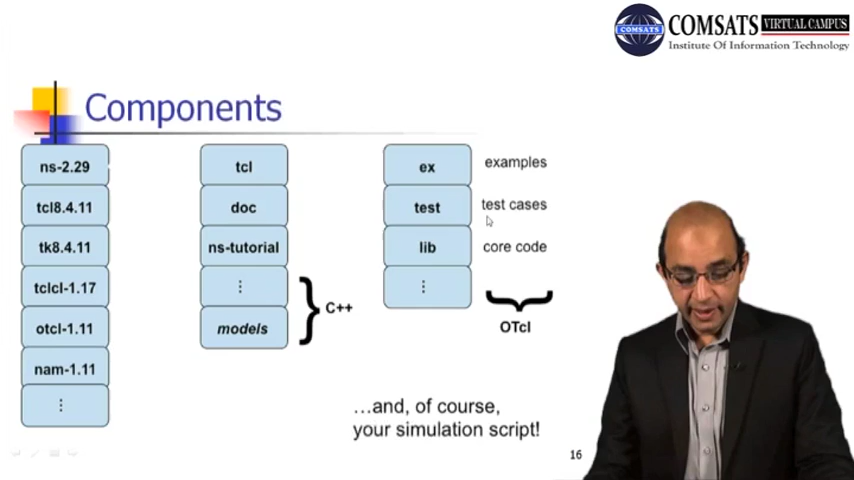 COMSATS
COMSATS VIRTUAL CAMPUS
Institute Of Information Technology
Components
ns-2.29
tcl8.4.11
tk8.4.11
tclcl-1.17
otcl-1.11
nam-1.11
⋮
tcl
doc
ns-tutorial
⋮
models
} C++
ex
test
lib
⋮
examples
test cases
core code
OTcl
…and, of course,
your simulation script!
16